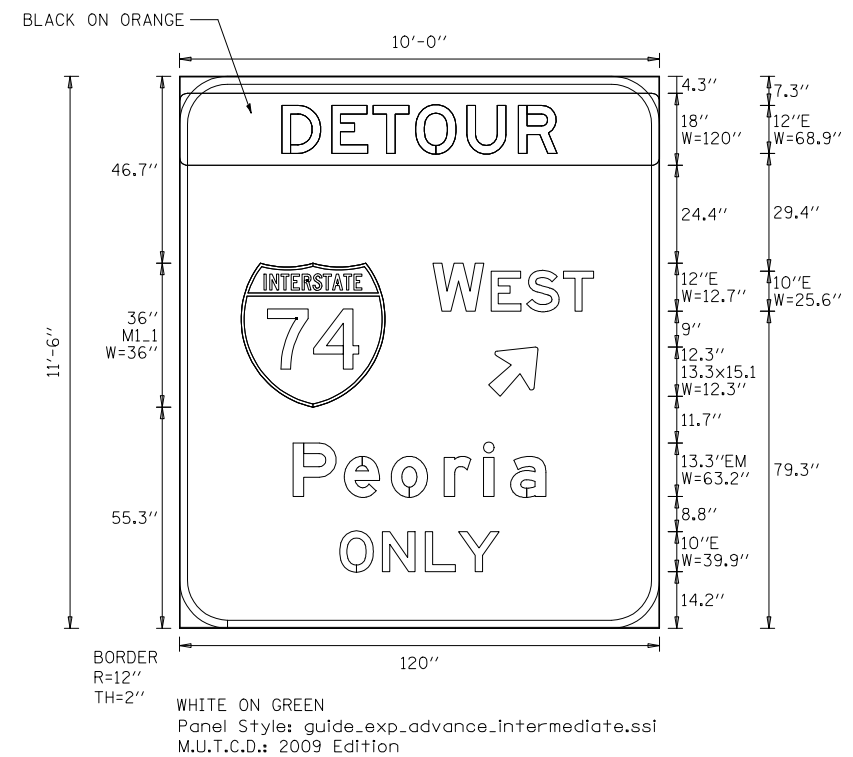 BLACK ON ORANGE
10'-0"
4.3"
7.3"
DETOUR
18"
W=120"
12"E
W=68.9"
46.7"
24.4"
29.4"
INTERSTATE
74
WEST
12"E
W=12.7"
10"E
W=25.6"
11'-6"
36"
M1_1
W=36"
9"
12.3"
13.3x15.1
W=12.3"
11.7"
Peoria
13.3"EM
W=63.2"
79.3"
55.3"
8.8"
ONLY
10"E
W=39.9"
14.2"
120"
BORDER
R=12"
TH=2"
WHITE ON GREEN
Panel Style: guide_exp_advance_intermediate.ssi
M.U.T.C.D.: 2009 Edition